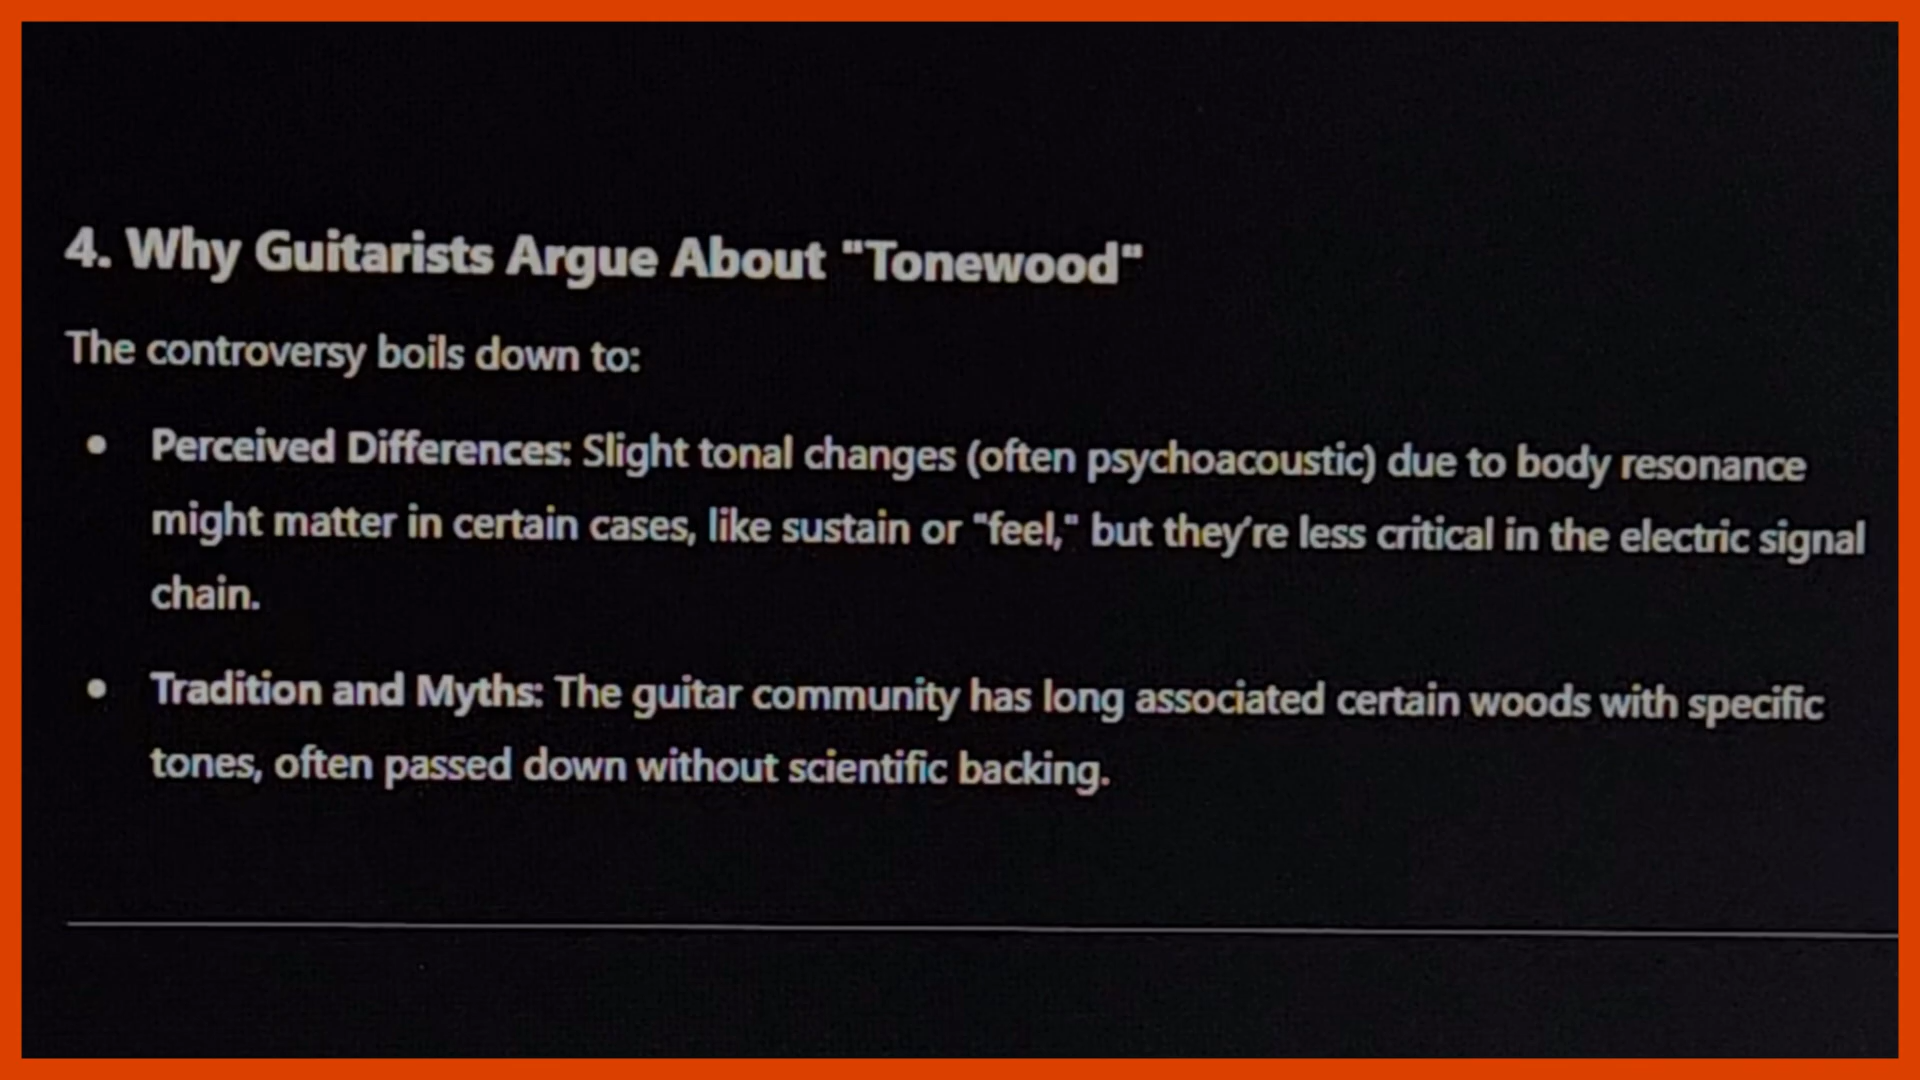 4. Why Guitarists Argue About "Tonewood"
The controversy boils down to:
• Perceived Differences: Slight tonal changes (often psychoacoustic) due to body resonance
might matter in certain cases, like sustain or "feel," but they're less critical in the electric signal
chain.
• Tradition and Myths: The guitar community has long associated certain woods with specific
tones, often passed down without scientific backing.